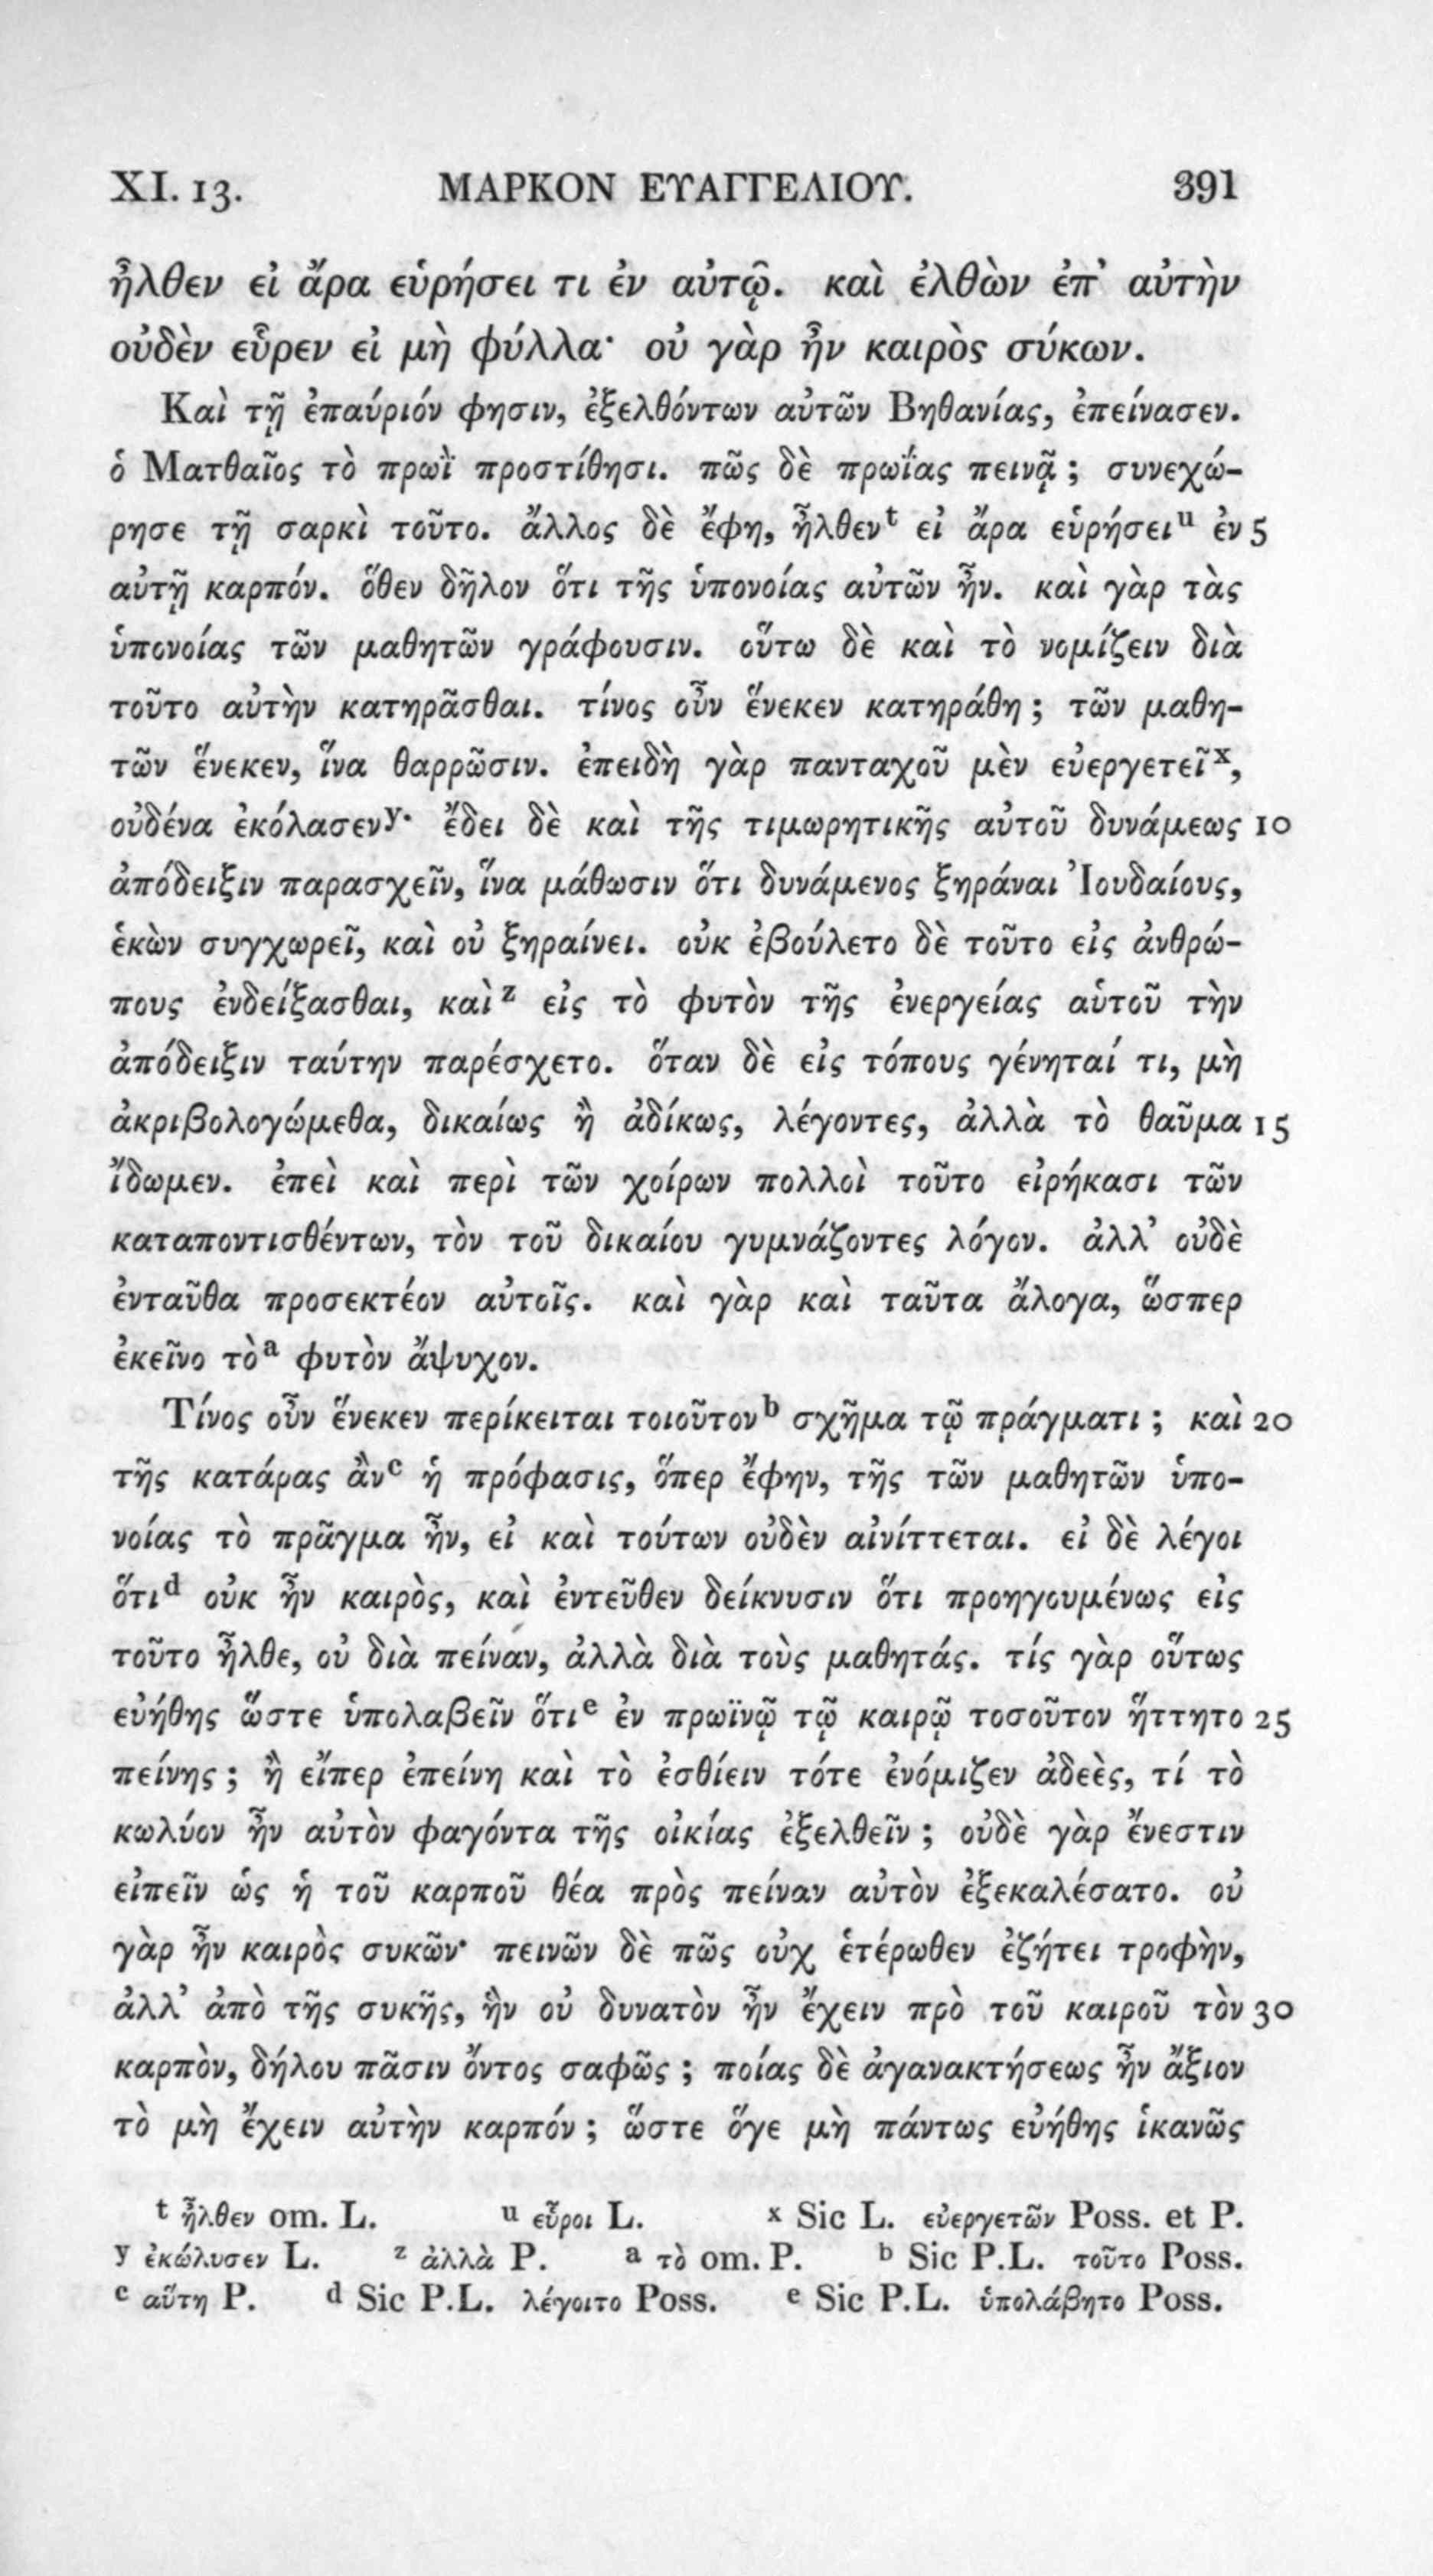 XI. 13. ΜΑΡΚΟΝ ΕΥΑΓΓΕΛΙΟΥ. 391
ἦλθεν εἰ ἄρα εὑρήσει τι ἐν αὐτῷ. καὶ ἐλθὼν ἐπ' αὐτὴν
οὐδὲν εὗρεν εἰ μὴ φύλλα· οὐ γὰρ ἦν καιρὸς σύκων.
Καὶ τῇ ἐπαύριόν φησιν, ἐξελθόντων αὐτῶν Βηθανίας, ἐπείνασεν.
ὁ Ματθαῖος τὸ πρωῒ προστίθησι. πῶς δὲ πρωΐας πεινᾷ; συνεχώ-
ρησε τῇ σαρκὶ τοῦτο. ἄλλος δὲ ἔφη, ἦλθεν t εἰ ἄρα εὑρήσει u ἐν 5
αὐτῇ καρπόν. ὅθεν δῆλον ὅτι τῆς ὑπονοίας αὐτῶν ἦν. καὶ γὰρ τὰς
ὑπονοίας τῶν μαθητῶν γράφουσιν. οὕτω δὲ καὶ τὸ νομίζειν διὰ
τοῦτο αὐτὴν κατηρᾶσθαι. τίνος οὖν ἕνεκεν κατηράθη; τῶν μαθη-
τῶν ἕνεκεν, ἵνα θαρρῶσιν. ἐπειδὴ γὰρ πανταχοῦ μὲν εὐεργετεῖ x,
οὐδένα ἐκόλασεν y· ἔδει δὲ καὶ τῆς τιμωρητικῆς αὐτοῦ δυνάμεως 10
ἀπόδειξιν παρασχεῖν, ἵνα μάθωσιν ὅτι δυνάμενος ξηράναι Ἰουδαίους,
ἑκὼν συγχωρεῖ, καὶ οὐ ξηραίνει. οὐκ ἐβούλετο δὲ τοῦτο εἰς ἀνθρώ-
πους ἐνδείξασθαι, καὶ z εἰς τὸ φυτὸν τῆς ἐνεργείας αὑτοῦ τὴν
ἀπόδειξιν ταύτην παρέσχετο. ὅταν δὲ εἰς τόπους γένηταί τι, μὴ
ἀκριβολογώμεθα, δικαίως ἢ ἀδίκως, λέγοντες, ἀλλὰ τὸ θαῦμα 15
ἴδωμεν. ἐπεὶ καὶ περὶ τῶν χοίρων πολλοὶ τοῦτο εἰρήκασι τῶν
καταποντισθέντων, τὸν τοῦ δικαίου γυμνάζοντες λόγον. ἀλλ' οὐδὲ
ἐνταῦθα προσεκτέον αὐτοῖς. καὶ γὰρ καὶ ταῦτα ἄλογα, ὥσπερ
ἐκεῖνο τὸ a φυτὸν ἄψυχον.
Τίνος οὖν ἕνεκεν περίκειται τοιοῦτον b σχῆμα τῷ πράγματι; καὶ 20
τῆς κατάρας ἂν c ἡ πρόφασις, ὅπερ ἔφην, τῆς τῶν μαθητῶν ὑπο-
νοίας τὸ πρᾶγμα ἦν, εἰ καὶ τούτων οὐδὲν αἰνίττεται. εἰ δὲ λέγοι
ὅτι d οὐκ ἦν καιρὸς, καὶ ἐντεῦθεν δείκνυσιν ὅτι προηγουμένως εἰς
τοῦτο ἦλθε, οὐ διὰ πείναν, ἀλλὰ διὰ τοὺς μαθητάς. τίς γὰρ οὕτως
εὐήθης ὥστε ὑπολαβεῖν ὅτι e ἐν πρωϊνῷ τῷ καιρῷ τοσοῦτον ἥττητο 25
πείνης; ἢ εἴπερ ἐπείνη καὶ τὸ ἐσθίειν τότε ἐνόμιζεν ἀδεὲς, τί τὸ
κωλύον ἦν αὐτὸν φαγόντα τῆς οἰκίας ἐξελθεῖν; οὐδὲ γὰρ ἔνεστιν
εἰπεῖν ὡς ἡ τοῦ καρποῦ θέα πρὸς πείναν αὐτὸν ἐξεκαλέσατο. οὐ
γὰρ ἦν καιρὸς συκῶν· πεινῶν δὲ πῶς οὐχ ἑτέρωθεν ἐζήτει τροφὴν,
ἀλλ' ἀπὸ τῆς συκῆς, ἣν οὐ δυνατὸν ἦν ἔχειν πρὸ τοῦ καιροῦ τὸν 30
καρπὸν, δήλου πᾶσιν ὄντος σαφῶς; ποίας δὲ ἀγανακτήσεως ἦν ἄξιον
τὸ μὴ ἔχειν αὐτὴν καρπόν; ὥστε ὅγε μὴ πάντως εὐήθης ἱκανῶς
t ἦλθεν om. L. u εὗροι L. x Sic L. εὐεργετῶν Poss. et P.
y ἐκώλυσεν L. z ἀλλὰ P. a τὸ om. P. b Sic P.L. τοῦτο Poss.
c αὕτη P. d Sic P.L. λέγοιτο Poss. e Sic P.L. ὑπολάβητο Poss.